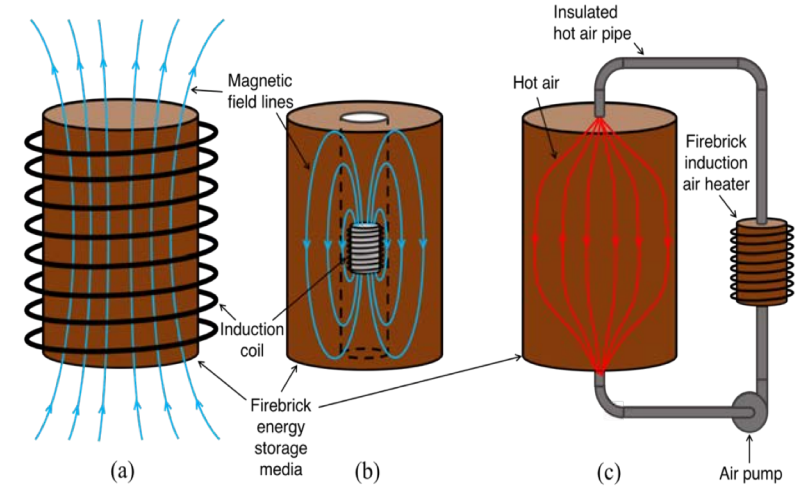 Insulated
hot air pipe
Magnetic
field lines
Hot air
Firebrick
induction
air heater
Induction
coil
Firebrick
energy
storage
media
Air pump
(a)
(b)
(c)